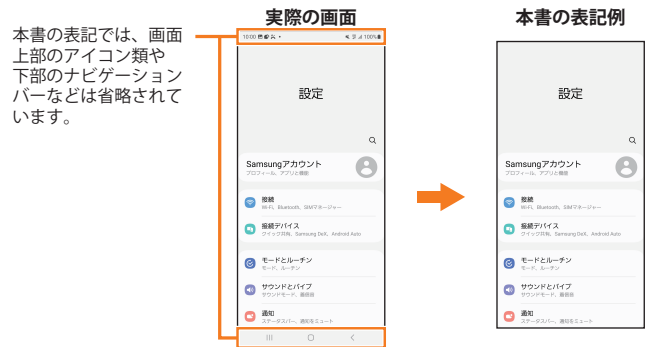 実際の画面
本書の表記例
本書の表記では、画面
上部のアイコン類や
下部のナビゲーション
バーなどは省略されて
います。
10:00
100%
設定
Samsungアカウント
プロフィール、アプリと機能
接続
Wi-Fi、Bluetooth、SIMマネージャー
接続デバイス
クイック共有、Samsung DeX、Android Auto
モードとルーチン
モード、ルーチン
サウンドとバイブ
サウンドモード、着信音
通知
ステータスバー、通知をミュート
設定
Samsungアカウント
プロフィール、アプリと機能
接続
Wi-Fi、Bluetooth、SIMマネージャー
接続デバイス
クイック共有、Samsung DeX、Android Auto
モードとルーチン
モード、ルーチン
サウンドとバイブ
サウンドモード、着信音
通知
ステータスバー、通知をミュート